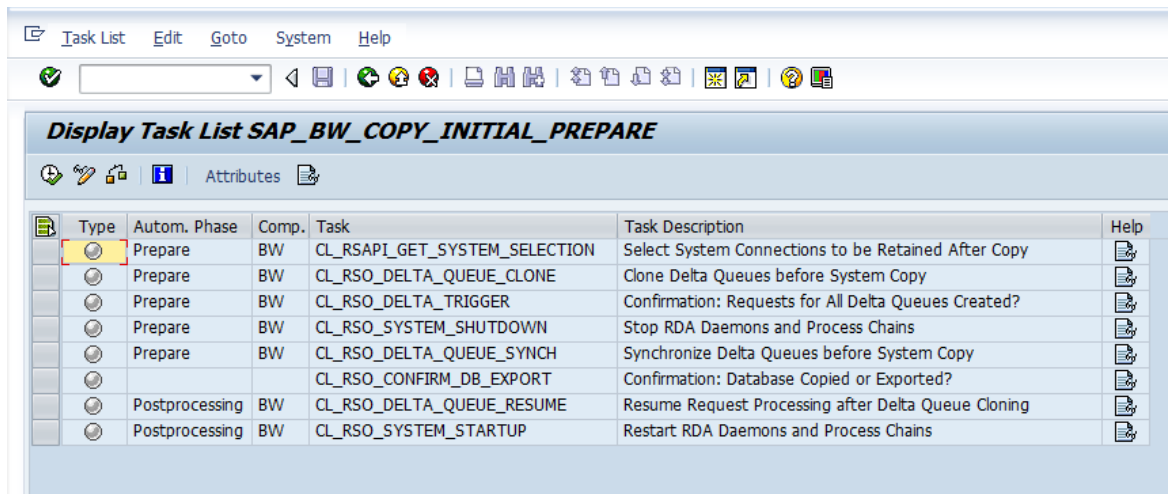 Task List Edit Goto System Help
Display Task List SAP_BW_COPY_INITIAL_PREPARE
Attributes
Type Autom. Phase Comp. Task Task Description Help
Prepare BW CL_RSAPI_GET_SYSTEM_SELECTION Select System Connections to be Retained After Copy
Prepare BW CL_RSO_DELTA_QUEUE_CLONE Clone Delta Queues before System Copy
Prepare BW CL_RSO_DELTA_TRIGGER Confirmation: Requests for All Delta Queues Created?
Prepare BW CL_RSO_SYSTEM_SHUTDOWN Stop RDA Daemons and Process Chains
Prepare BW CL_RSO_DELTA_QUEUE_SYNCH Synchronize Delta Queues before System Copy
CL_RSO_CONFIRM_DB_EXPORT Confirmation: Database Copied or Exported?
Postprocessing BW CL_RSO_DELTA_QUEUE_RESUME Resume Request Processing after Delta Queue Cloning
Postprocessing BW CL_RSO_SYSTEM_STARTUP Restart RDA Daemons and Process Chains